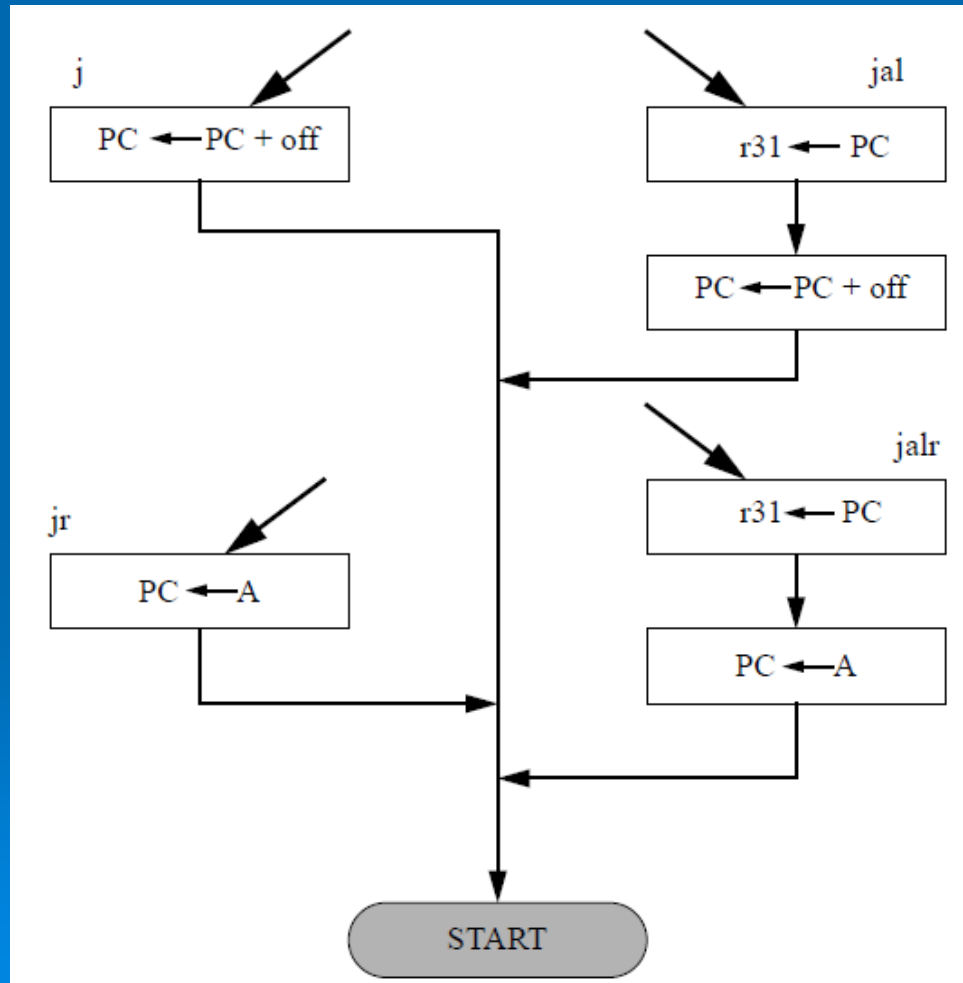 j
jal
PC ← PC + off
r31 ← PC
PC ← PC + off
jalr
jr
r31 ← PC
PC ← A
PC ← A
START